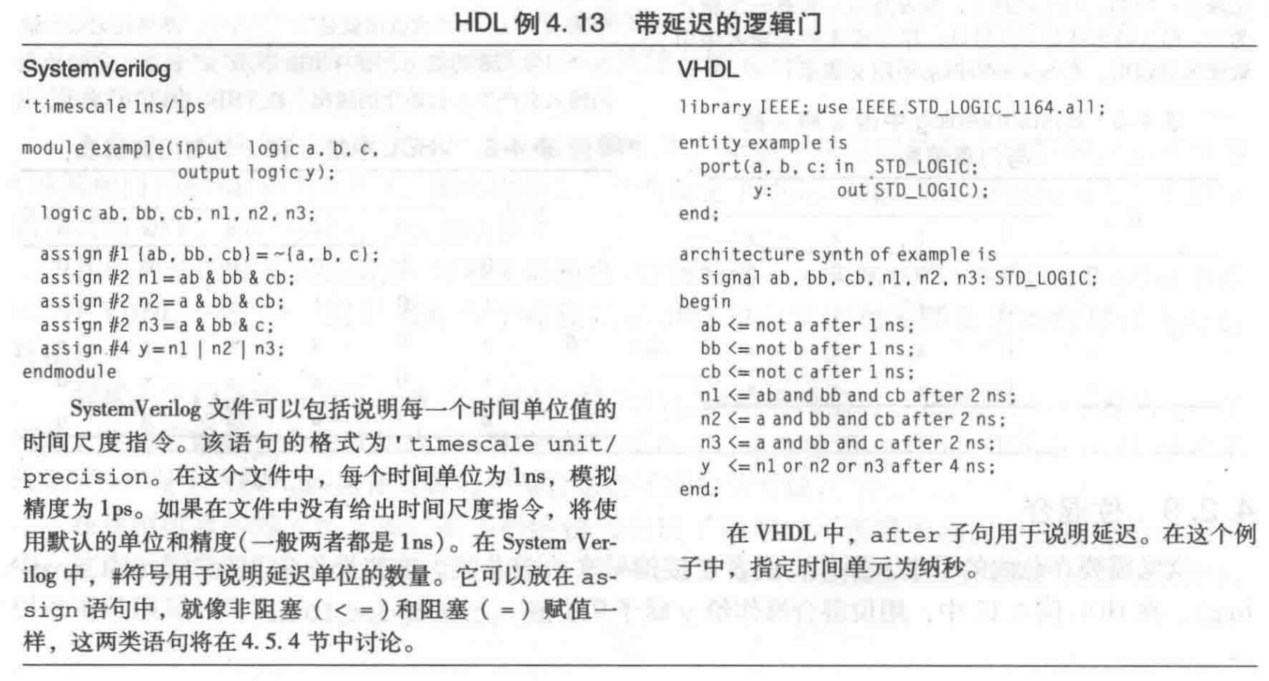 HDL 例 4.13 带延迟的逻辑门
SystemVerilog
'timescale 1ns/1ps
module example(input logic a, b, c,
output logic y);
logic ab, bb, cb, n1, n2, n3;
assign #1 {ab, bb, cb} = ~{a, b, c};
assign #2 n1 = ab & bb & cb;
assign #2 n2 = a & bb & cb;
assign #2 n3 = a & bb & c;
assign #4 y = n1 | n2 | n3;
endmodule
SystemVerilog 文件可以包括说明每一个时间单位值的
时间尺度指令。该语句的格式为 'timescale unit/
precision。在这个文件中，每个时间单位为1ns，模拟
精度为 1ps。如果在文件中没有给出时间尺度指令，将使
用默认的单位和精度(一般两者都是 1ns)。在 System Ver-
ilog 中，#符号用于说明延迟单位的数量。它可以放在 as-
sign 语句中，就像非阻塞（< =）和阻塞（=）赋值一
样，这两类语句将在 4.5.4 节中讨论。
VHDL
library IEEE; use IEEE.STD_LOGIC_1164.all;
entity example is
port(a, b, c: in STD_LOGIC;
y: out STD_LOGIC);
end;
architecture synth of example is
signal ab, bb, cb, n1, n2, n3: STD_LOGIC;
begin
ab <= not a after 1 ns;
bb <= not b after 1 ns;
cb <= not c after 1 ns;
n1 <= ab and bb and cb after 2 ns;
n2 <= a and bb and cb after 2 ns;
n3 <= a and bb and c after 2 ns;
y <= n1 or n2 or n3 after 4 ns;
end;
在 VHDL 中，after 子句用于说明延迟。在这个例
子中，指定时间单元为纳秒。